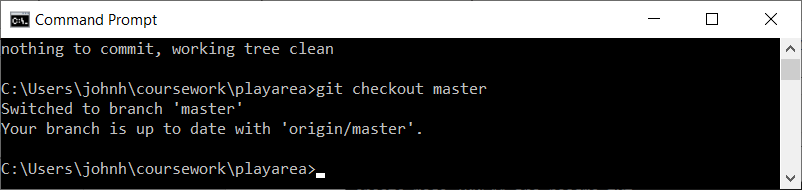 Command Prompt
nothing to commit, working tree clean
C:\Users\johnh\coursework\playarea>git checkout master
Switched to branch 'master'
Your branch is up to date with 'origin/master'.
C:\Users\johnh\coursework\playarea>